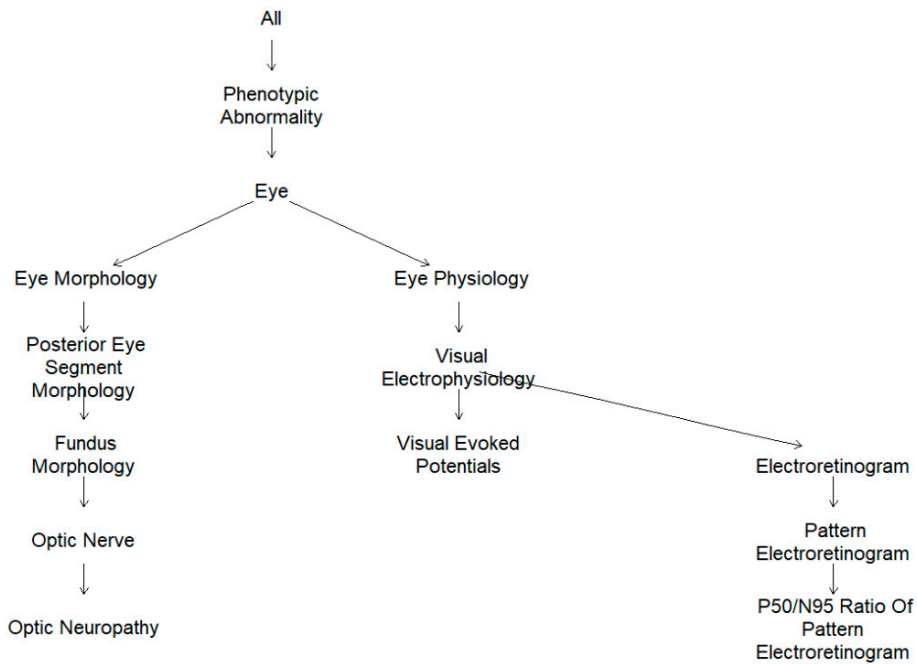 All
Phenotypic
Abnormality
Eye
Eye Morphology
Eye Physiology
Posterior Eye
Segment
Morphology
Visual
Electrophysiology
Fundus
Morphology
Visual Evoked
Potentials
Electroretinogram
Optic Nerve
Pattern
Electroretinogram
Optic Neuropathy
P50/N95 Ratio Of
Pattern
Electroretinogram